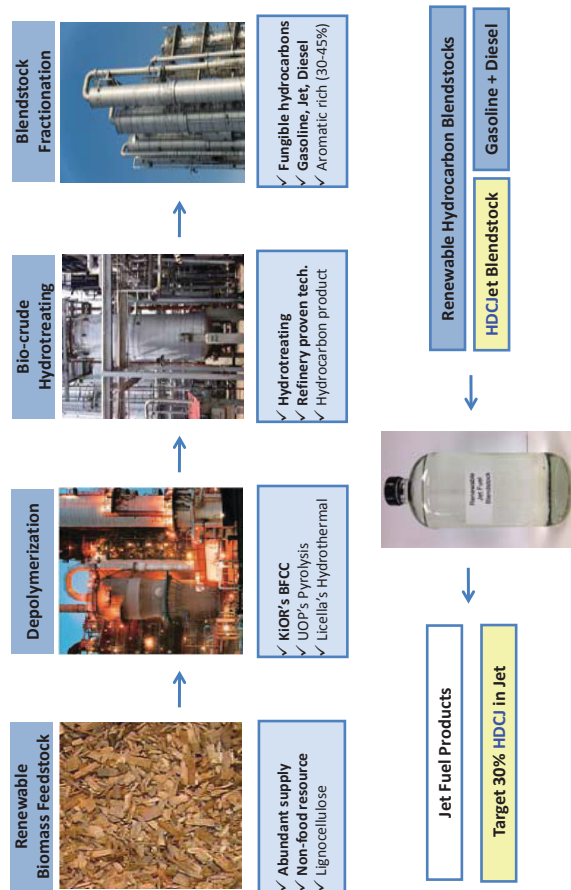 Renewable
Biomass Feedstock
✓ Abundant supply
✓ Non-food resource
✓ Lignocellulose
Depolymerization
✓ KiOR's BFCC
✓ UOP's Pyrolysis
✓ Licella's Hydrothermal
Bio-crude
Hydrotreating
✓ Hydrotreating
✓ Refinery proven tech.
✓ Hydrocarbon product
Blendstock
Fractionation
✓ Fungible hydrocarbons
✓ Gasoline, Jet, Diesel
✓ Aromatic rich (30-45%)
Jet Fuel Products
Target 30% HDCJ in Jet
Renewable
Jet Fuel
Blendstock
Renewable Hydrocarbon Blendstocks
HDCJet Blendstock
Gasoline + Diesel